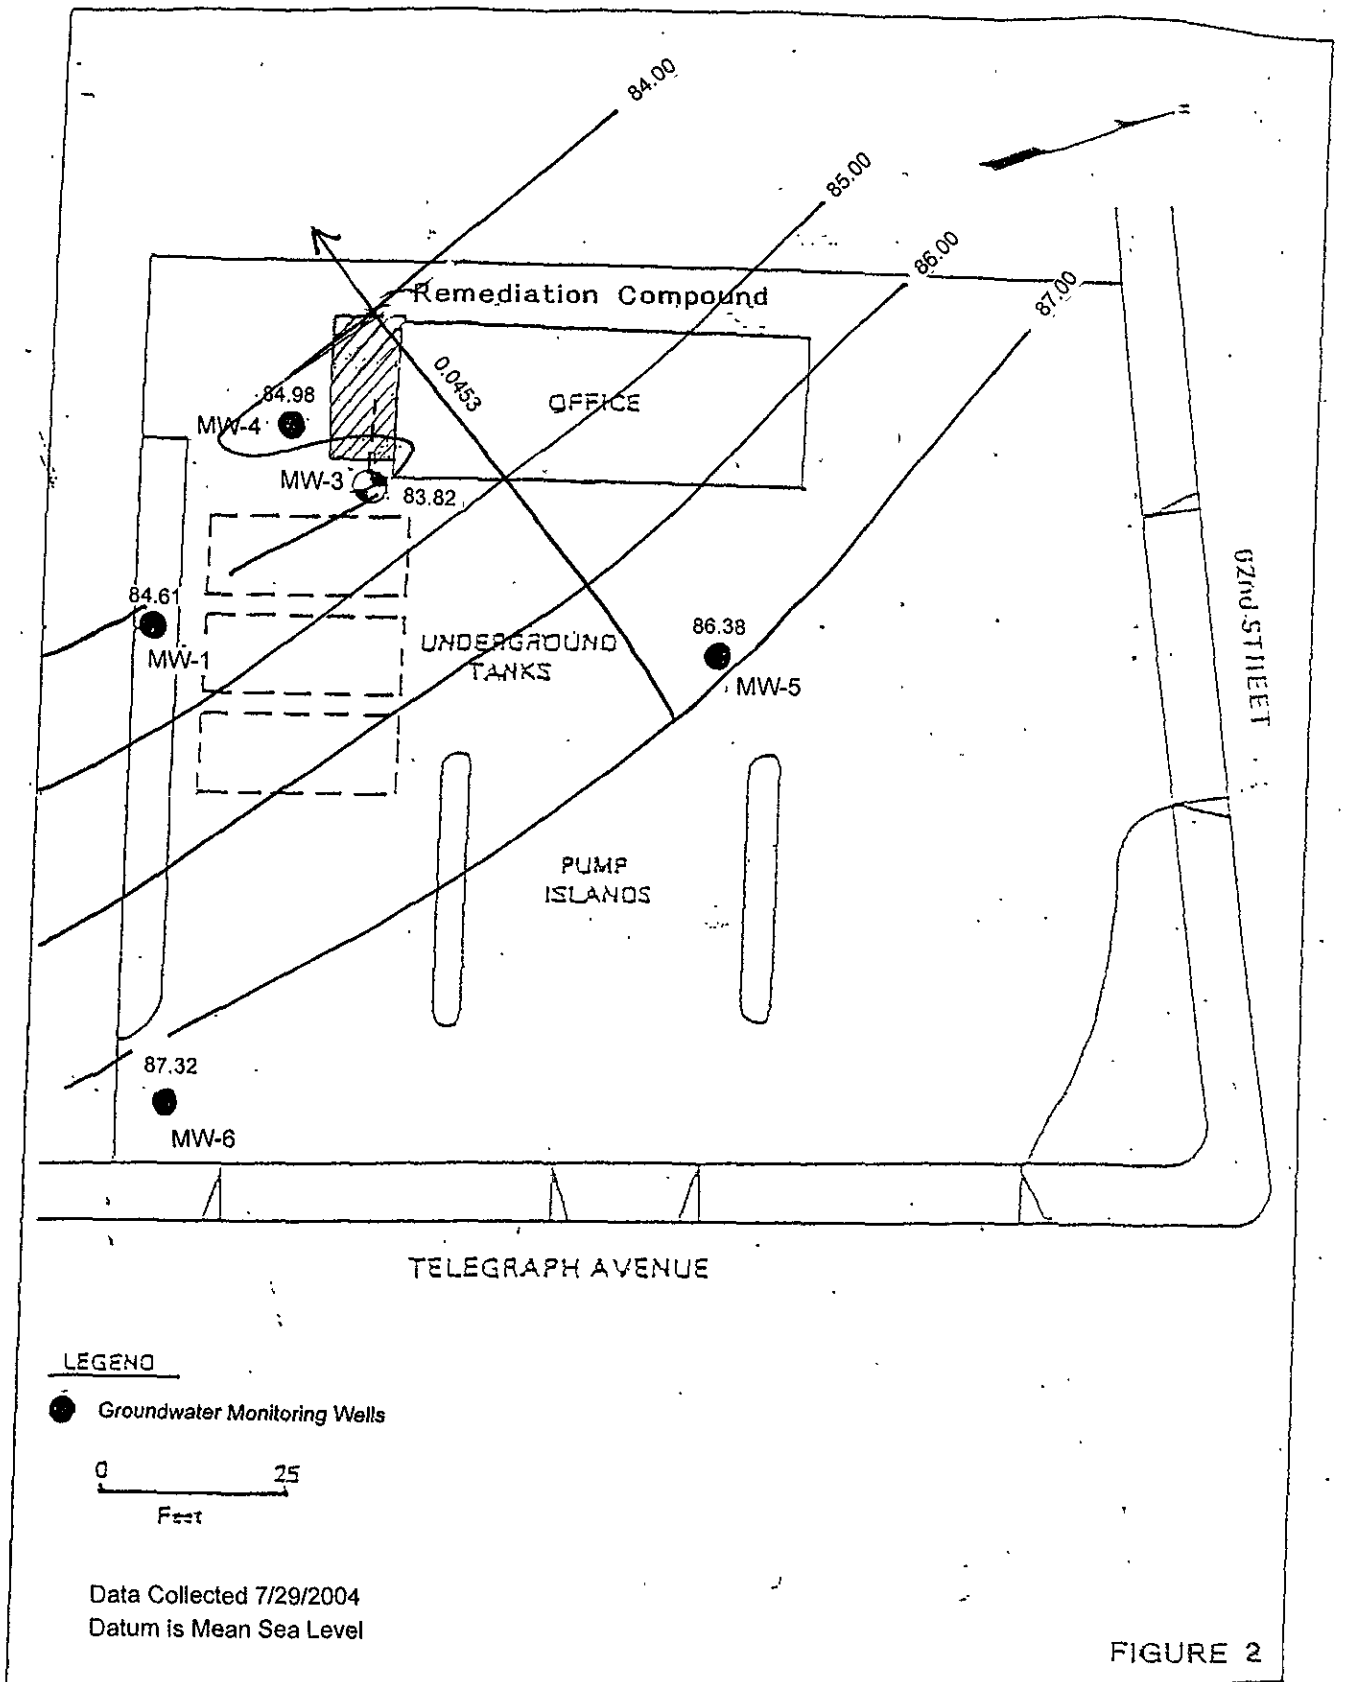 84.00
85.00
86.00
87.00
Remediation Compound
0.0453
OFFICE
84.98
MW-4
MW-3
83.82
84.61
MW-1
UNDERGROUND
TANKS
86.38
MW-5
62nd STREET
PUMP
ISLANDS
87.32
MW-6
TELEGRAPH AVENUE
LEGEND
Groundwater Monitoring Wells
0 25
Feet
Data Collected 7/29/2004
Datum is Mean Sea Level
FIGURE 2